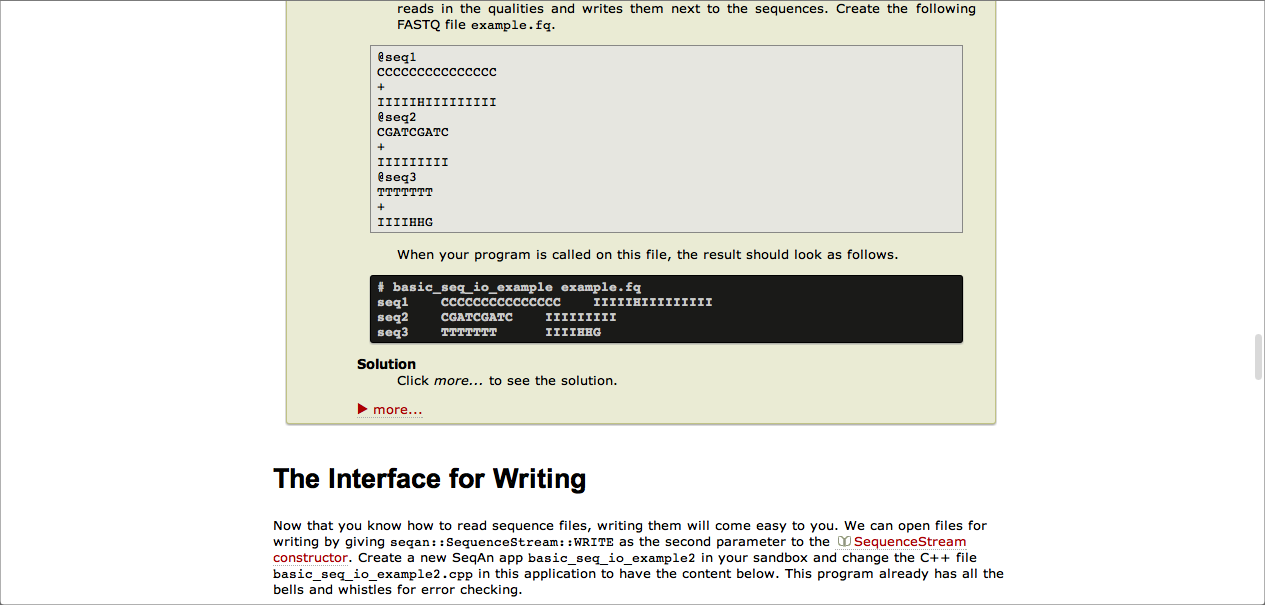 reads in the qualities and writes them next to the sequences. Create the following
FASTQ file example.fq.
@seq1
CCCCCCCCCCCCCCC
+
IIIIIHIIIIIIIII
@seq2
CGATCGATC
+
IIIIIIIII
@seq3
TTTTTTT
+
IIIIHHG
When your program is called on this file, the result should look as follows.
# basic_seq_io_example example.fq
seq1    CCCCCCCCCCCCCCC    IIIIIHIIIIIIIII
seq2    CGATCGATC    IIIIIIIII
seq3    TTTTTTT      IIIIHHG
Solution
Click more... to see the solution.
more...
The Interface for Writing
Now that you know how to read sequence files, writing them will come easy to you. We can open files for
writing by giving seqan::SequenceStream::WRITE as the second parameter to the SequenceStream
constructor. Create a new SeqAn app basic_seq_io_example2 in your sandbox and change the C++ file
basic_seq_io_example2.cpp in this application to have the content below. This program already has all the
bells and whistles for error checking.